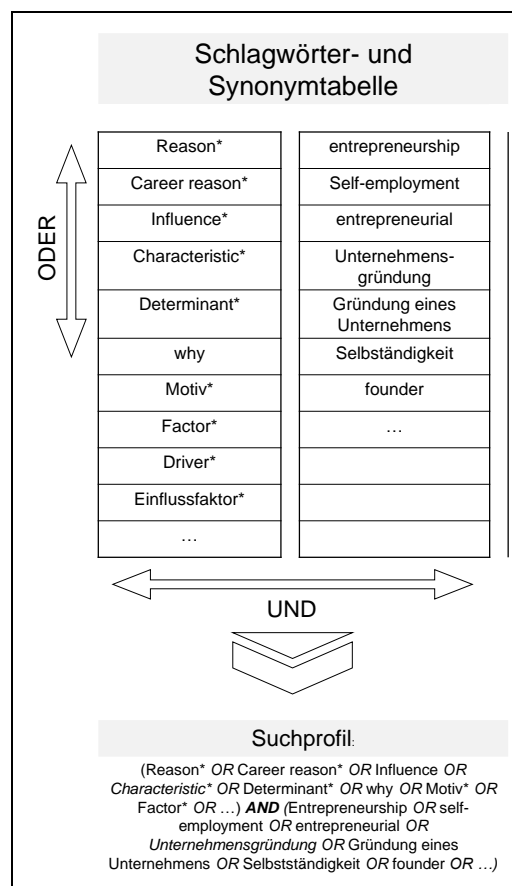 Schlagwörter- und
Synonymtabelle
ODER
Reason*
entrepreneurship
Career reason*
Self-employment
Influence*
entrepreneurial
Characteristic*
Unternehmens-
gründung
Determinant*
Gründung eines
Unternehmens
why
Selbständigkeit
Motiv*
founder
Factor*
…
Driver*
Einflussfaktor*
…
UND
Suchprofil:
(Reason* OR Career reason* OR Influence OR
Characteristic* OR Determinant* OR why OR Motiv* OR
Factor* OR …) AND (Entrepreneurship OR self-
employment OR entrepreneurial OR
Unternehmensgründung OR Gründung eines
Unternehmens OR Selbstständigkeit OR founder OR …)